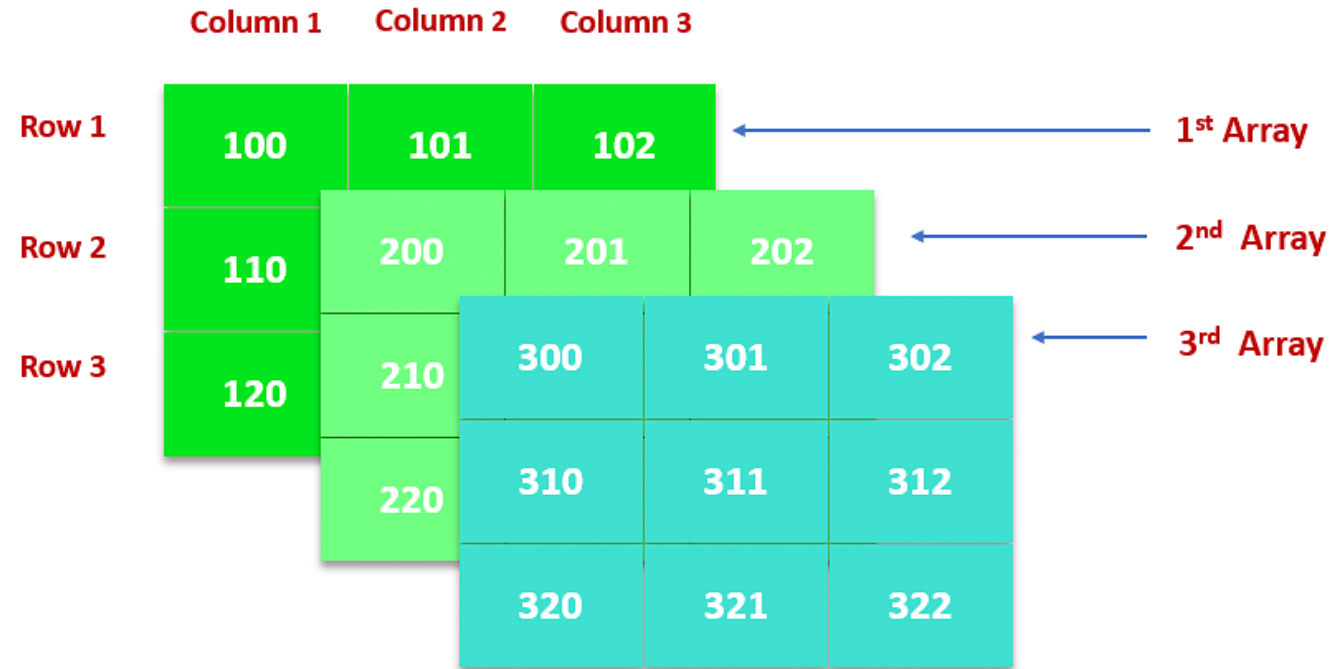 Column 1 Column 2 Column 3
Row 1 100 101 102 1st Array
Row 2 110 200 201 202 2nd Array
Row 3 120 210 300 301 302 3rd Array
220 310 311 312
320 321 322